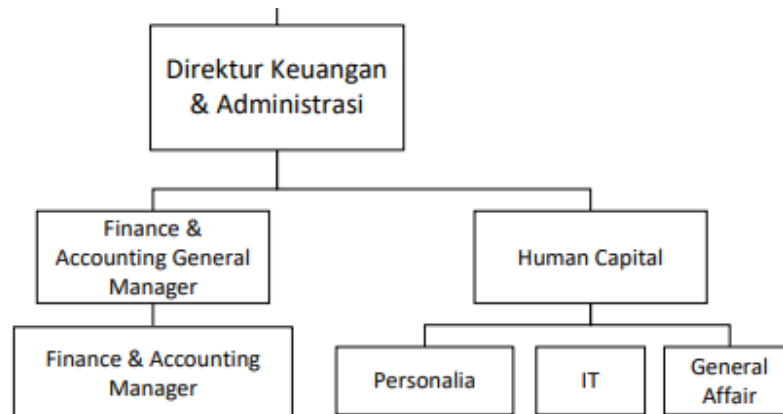 Direktur Keuangan
& Administrasi
Finance &
Accounting General
Manager
Human Capital
Finance & Accounting
Manager
Personalia
IT
General
Affair